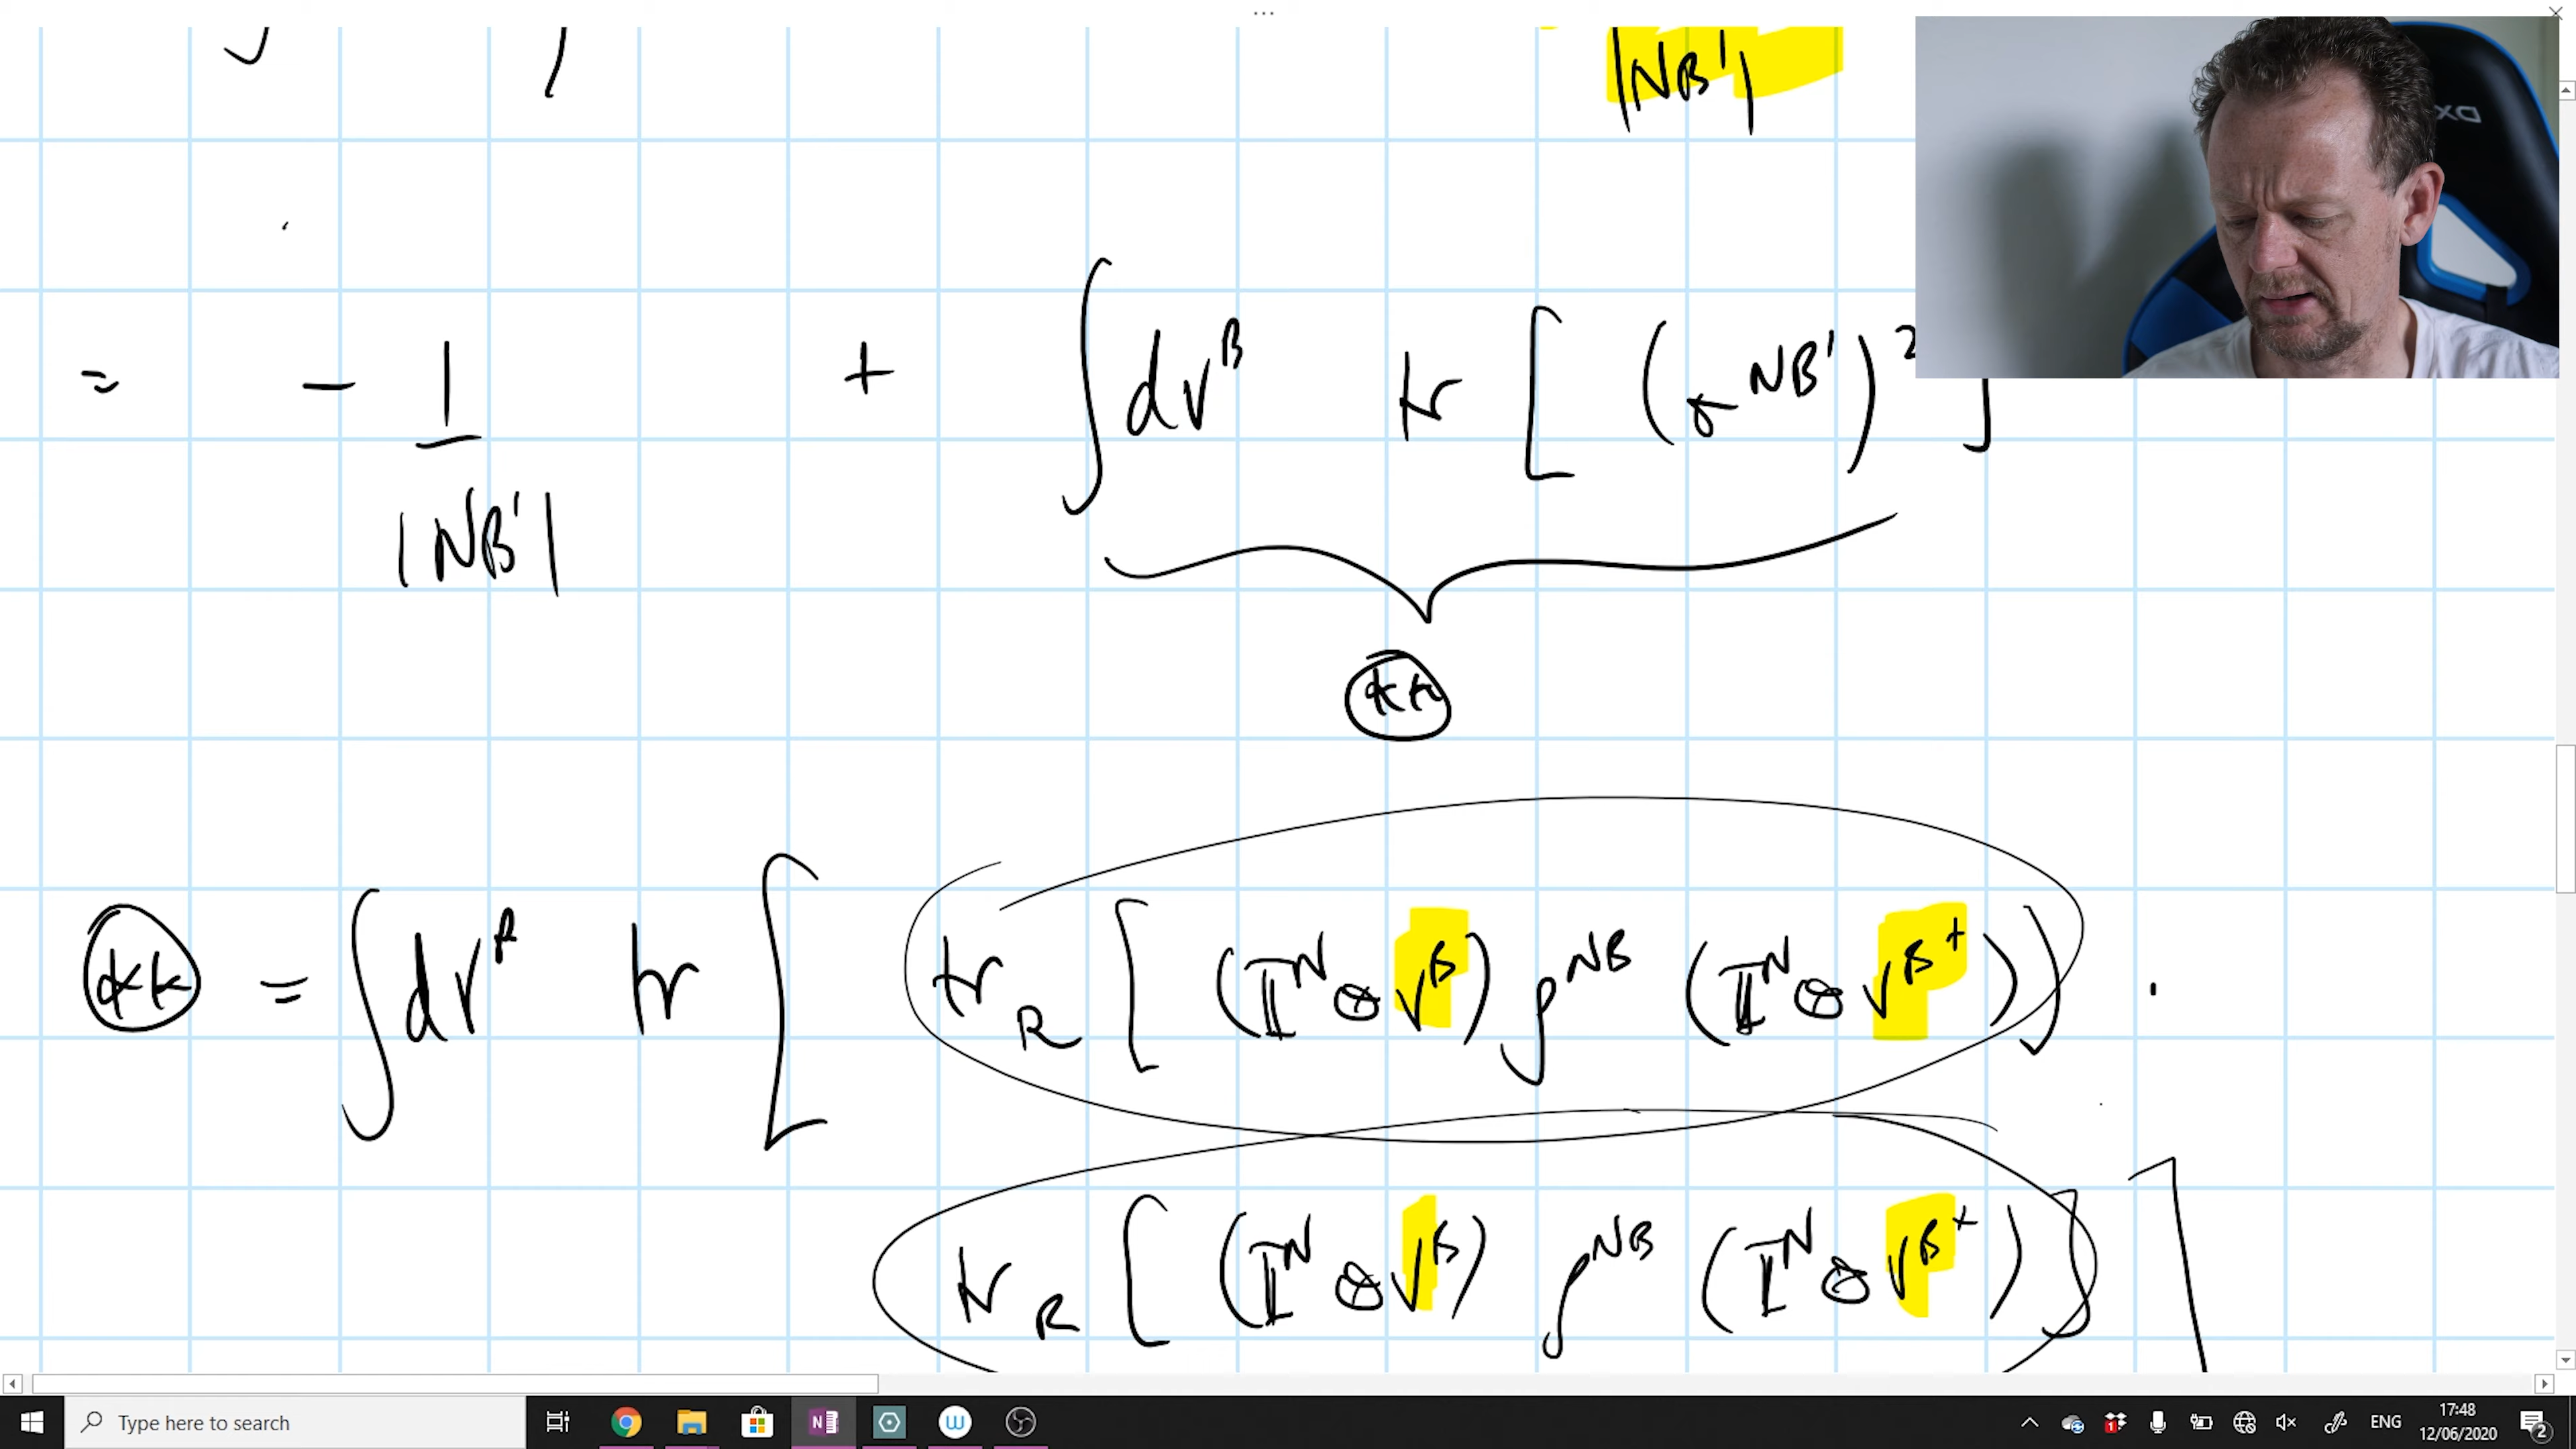 |NB'|
= - 1/|NB'| + ∫ dV^B tr [ (σ^{NB'})^2 ]
**
** = ∫ dV^B tr [ tr_R [ (𝕀^N ⊗ V^B) ρ^{NB} (𝕀^N ⊗ V^{B†}) ] ·
tr_R [ (𝕀^N ⊗ V^B) ρ^{NB} (𝕀^N ⊗ V^{B†}) ] ]
Type here to search
ENG
17:48
12/06/2020
2